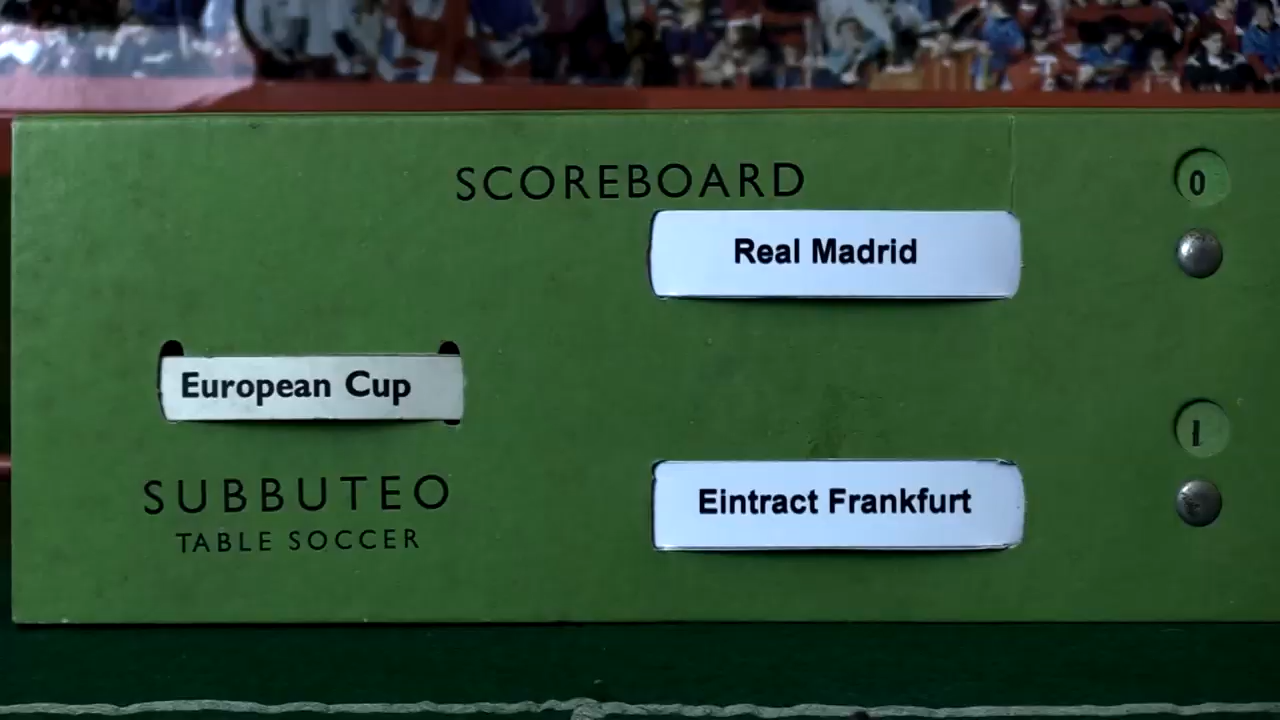 SCOREBOARD
0
Real Madrid
European Cup
1
SUBBUTEO
Eintract Frankfurt
TABLE SOCCER